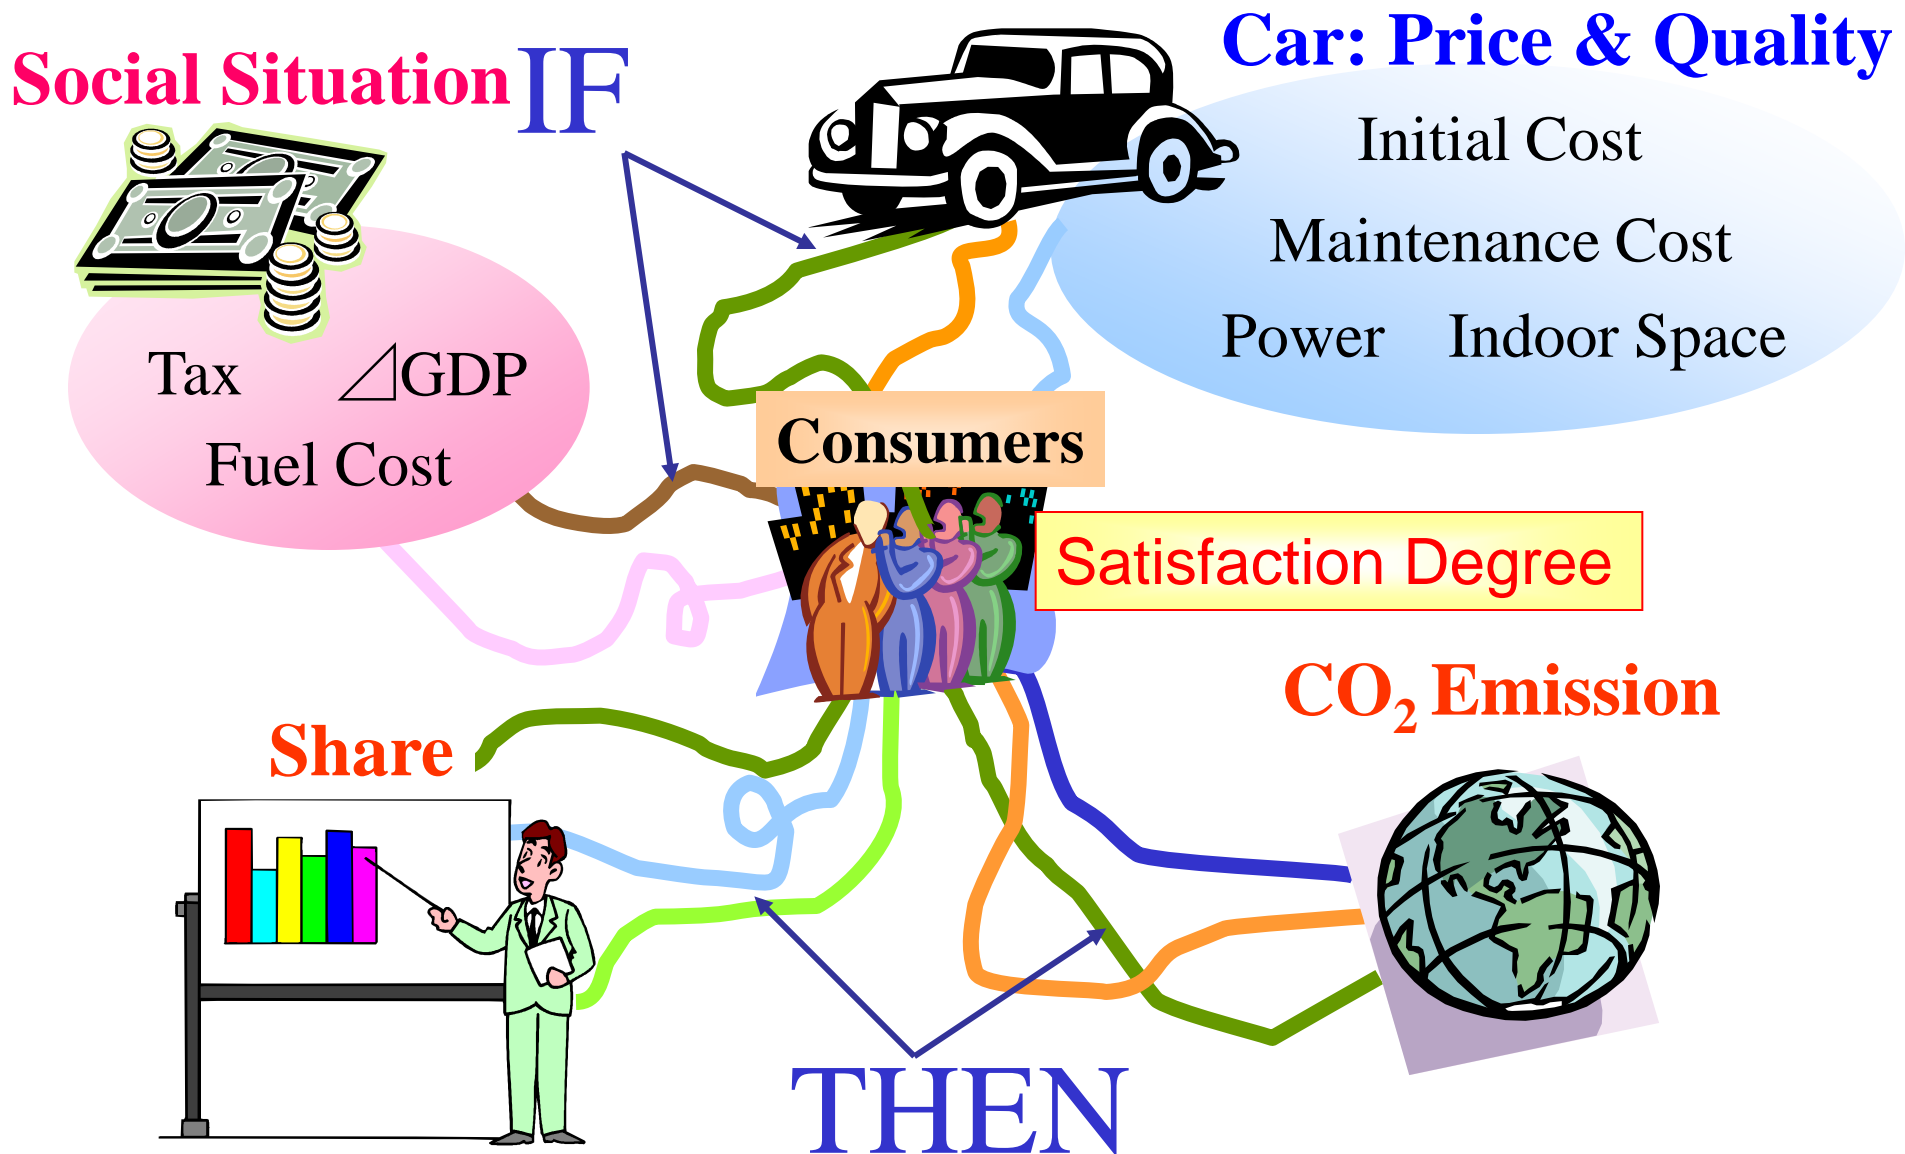 Social Situation
IF
Car: Price & Quality
Initial Cost
Maintenance Cost
Power Indoor Space
Tax ⊿GDP
Fuel Cost
Consumers
Satisfaction Degree
CO₂ Emission
Share
THEN